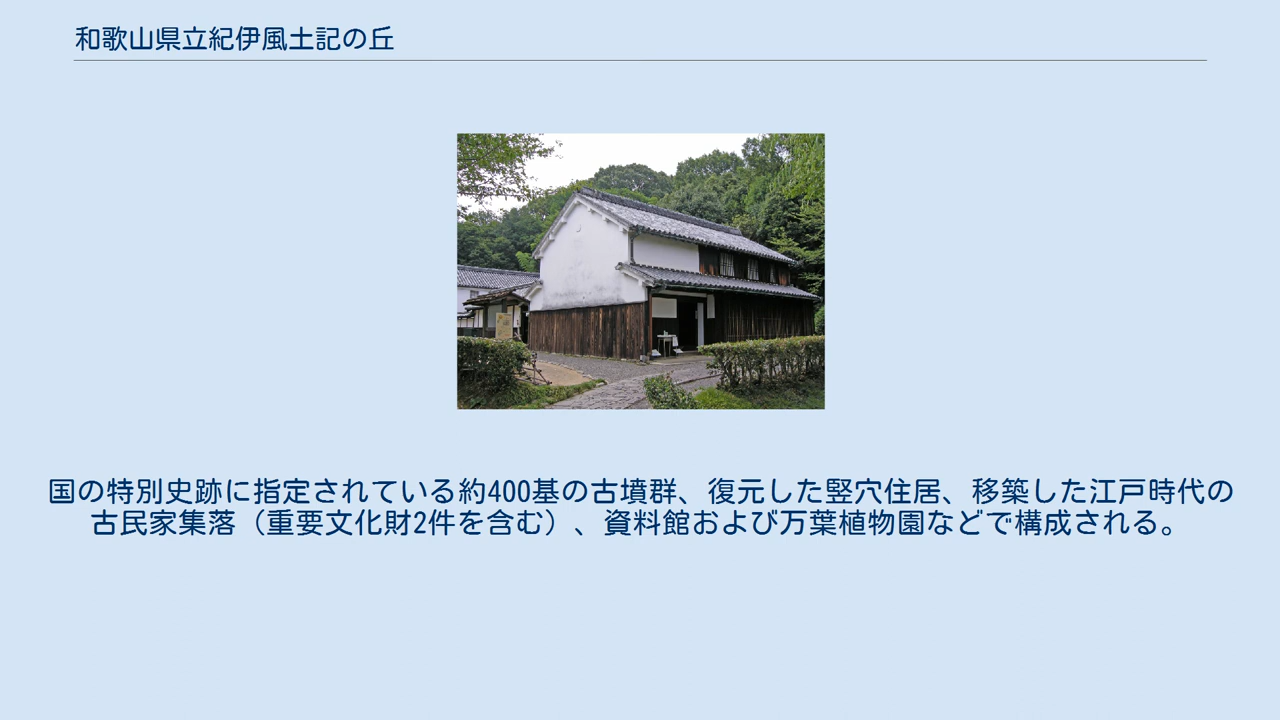 和歌山県立紀伊風土記の丘
国の特別史跡に指定されている約400基の古墳群、復元した竪穴住居、移築した江戸時代の
古民家集落（重要文化財2件を含む）、資料館および万葉植物園などで構成される。